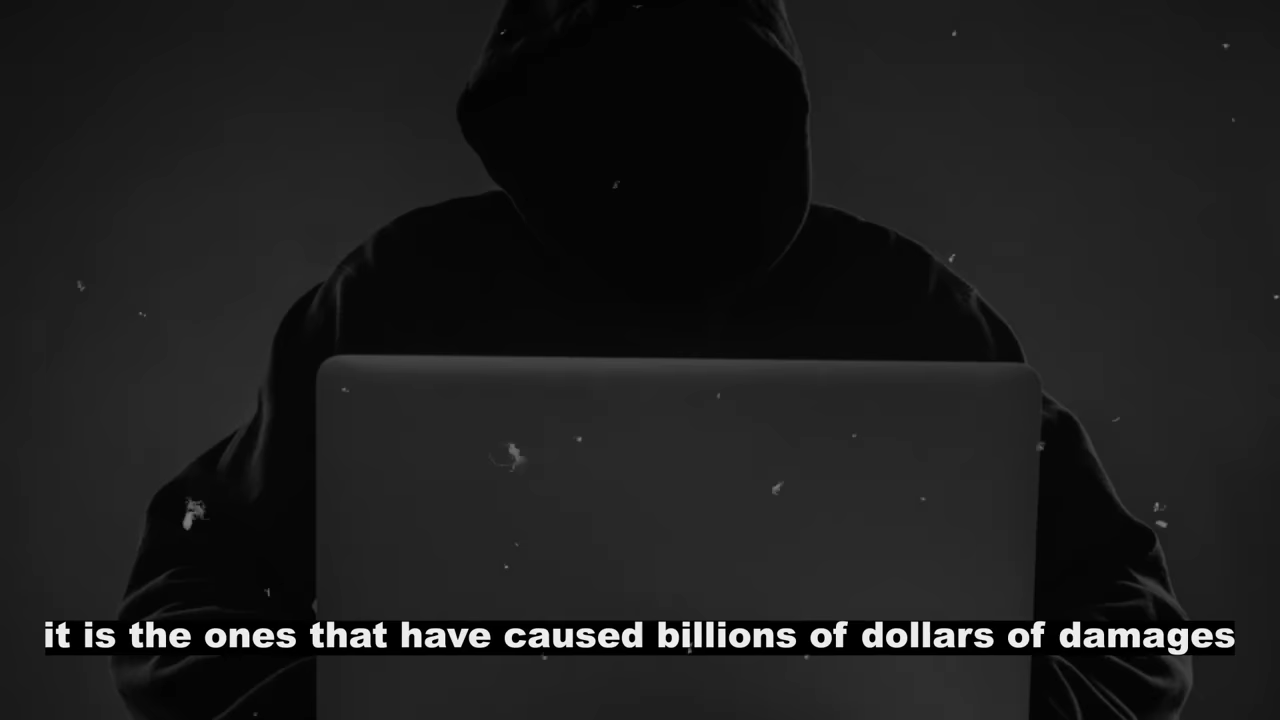 it is the ones that have caused billions of dollars of damages